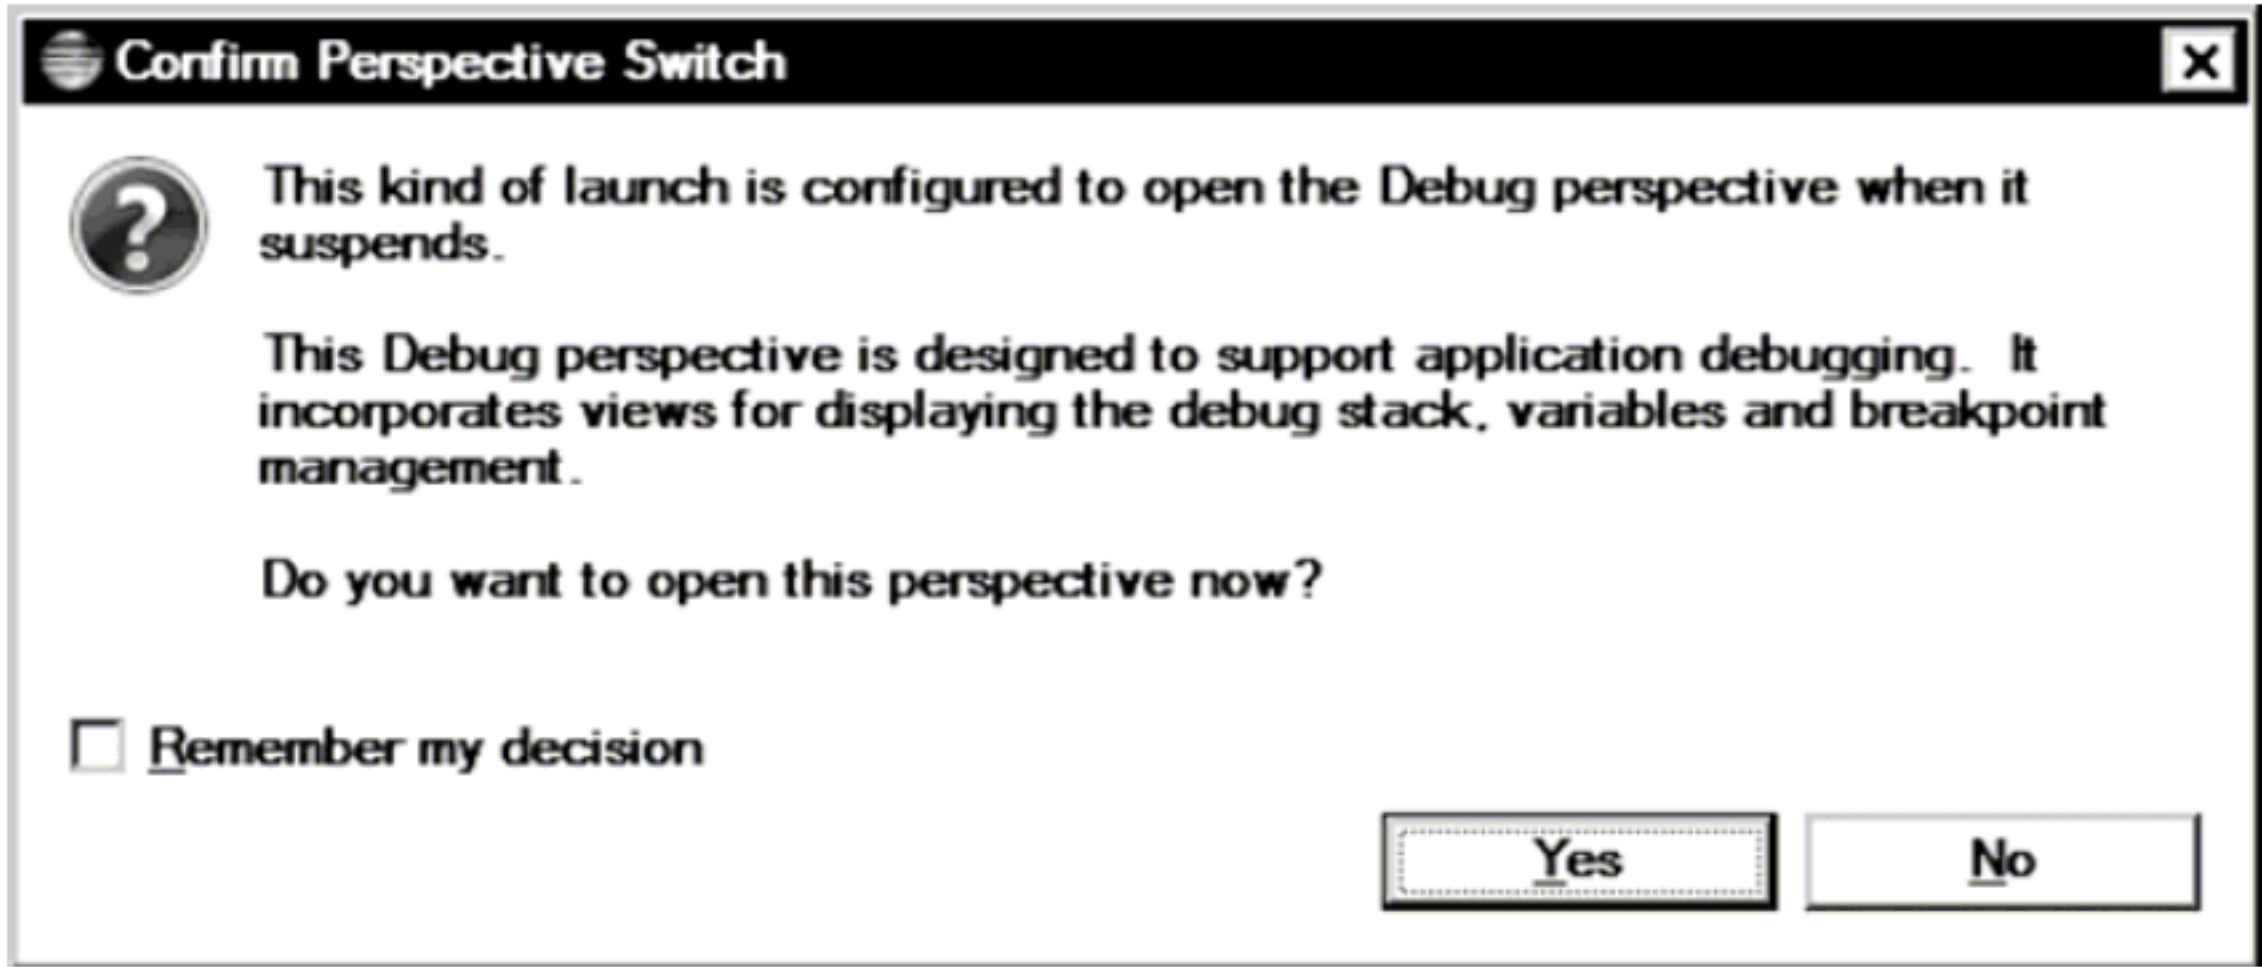 Confirm Perspective Switch
This kind of launch is configured to open the Debug perspective when it
suspends.
This Debug perspective is designed to support application debugging. It
incorporates views for displaying the debug stack, variables and breakpoint
management.
Do you want to open this perspective now?
Remember my decision
Yes No